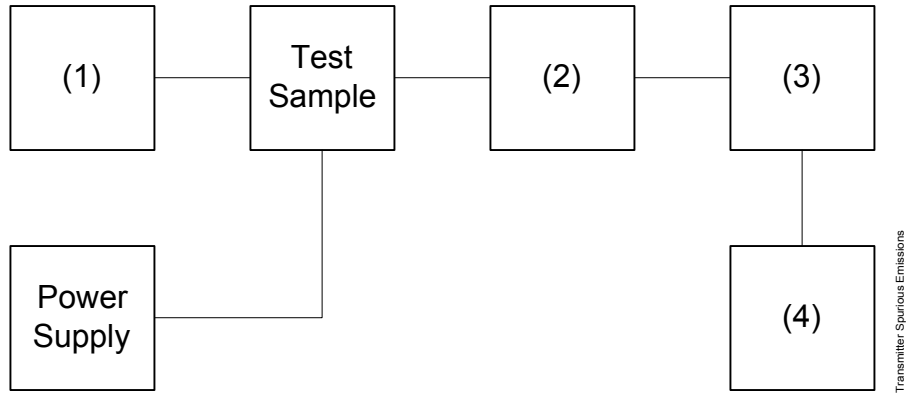 (1)
Test
Sample
(2)
(3)
Power
Supply
(4)
Transmitter Spurious Emissions